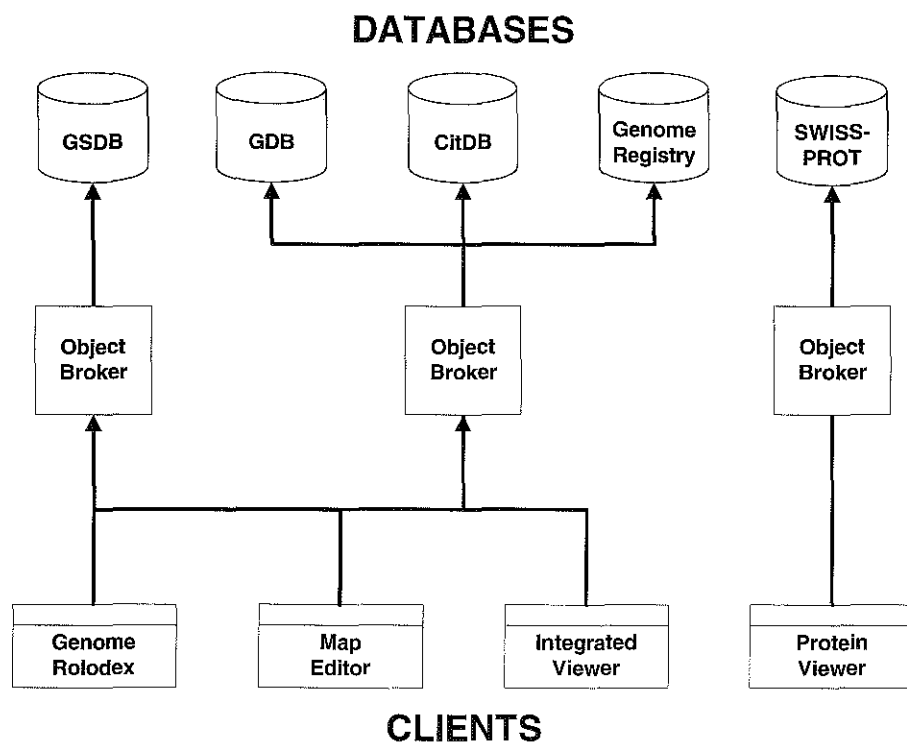 DATABASES
GSDB
GDB
CitDB
Genome
Registry
SWISS-
PROT
Object
Broker
Object
Broker
Object
Broker
Genome
Rolodex
Map
Editor
Integrated
Viewer
Protein
Viewer
CLIENTS